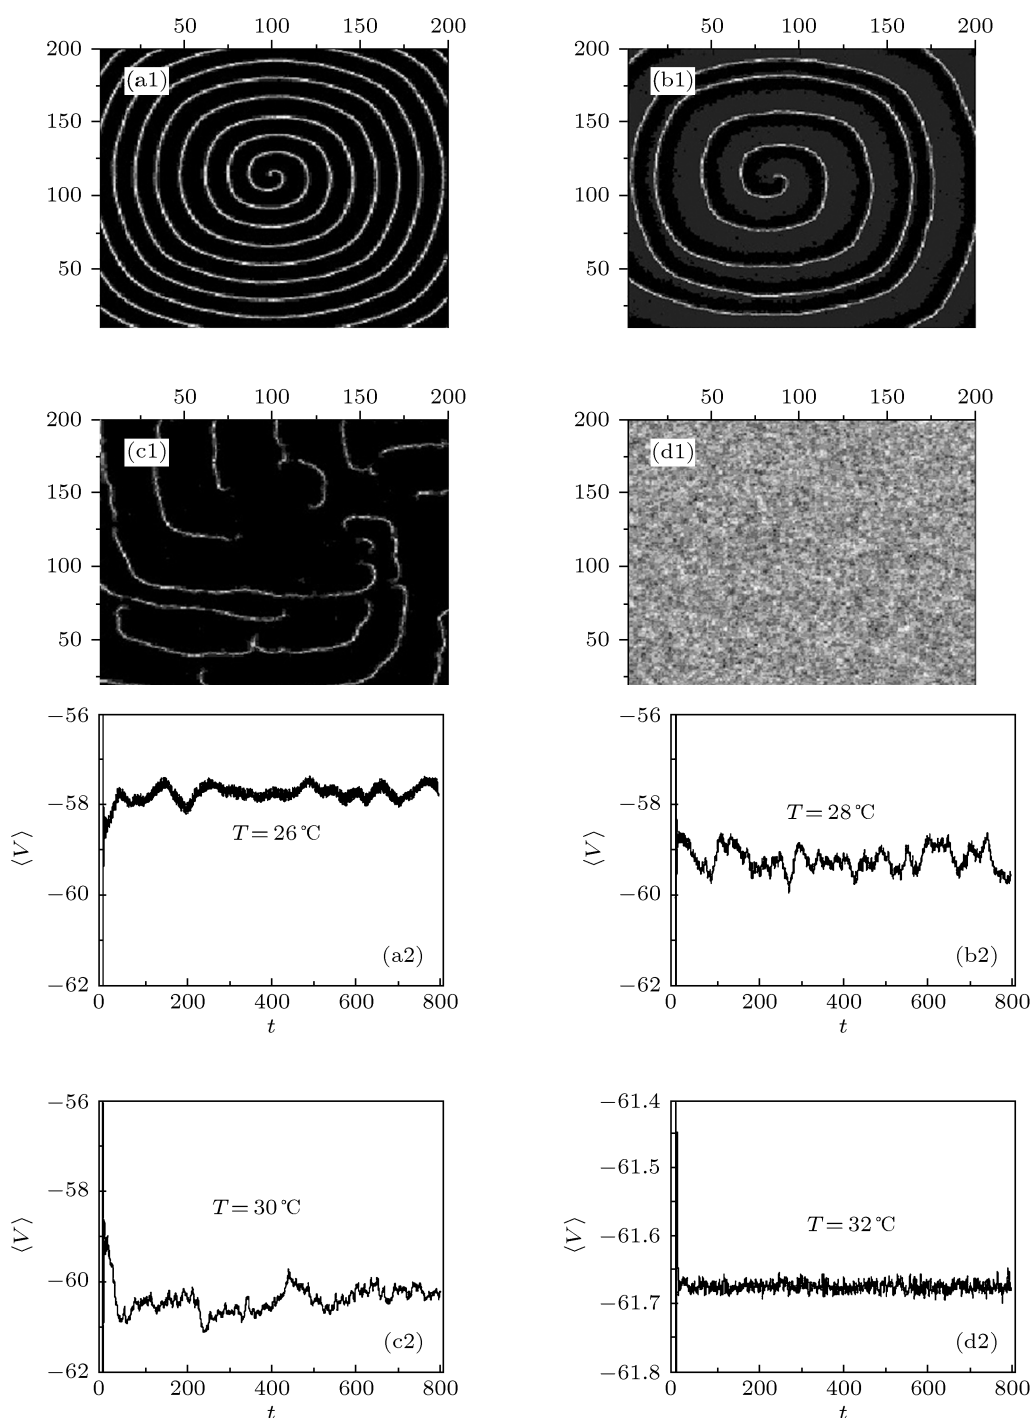 50 100 150 200
50 100 150 200
200
(a1)
150
100
50
200
(b1)
150
100
50
50 100 150 200
50 100 150 200
200
(c1)
150
100
50
200
(d1)
150
100
50
−56
−58
−60
−62
⟨V⟩
T = 26 ℃
(a2)
0 200 400 600 800
t
−56
−58
−60
−62
⟨V⟩
T = 28 ℃
(b2)
0 200 400 600 800
t
−56
−58
−60
−62
⟨V⟩
T = 30 ℃
(c2)
0 200 400 600 800
t
−61.4
−61.5
−61.6
−61.7
−61.8
⟨V⟩
T = 32 ℃
(d2)
0 200 400 600 800
t